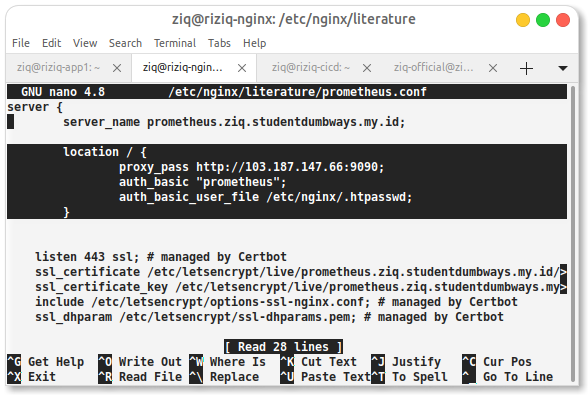 ziq@riziq-nginx: /etc/nginx/literature
File Edit View Search Terminal Tabs Help
ziq@riziq-app1: ~ × ziq@riziq-ngin... × ziq@riziq-cicd: ~ × ziq-official@zi... ×
GNU nano 4.8 /etc/nginx/literature/prometheus.conf
server {
server_name prometheus.ziq.studentdumbways.my.id;
location / {
proxy_pass http://103.187.147.66:9090;
auth_basic "prometheus";
auth_basic_user_file /etc/nginx/.htpasswd;
}
listen 443 ssl; # managed by Certbot
ssl_certificate /etc/letsencrypt/live/prometheus.ziq.studentdumbways.my.id/>
ssl_certificate_key /etc/letsencrypt/live/prometheus.ziq.studentdumbways.my>
include /etc/letsencrypt/options-ssl-nginx.conf; # managed by Certbot
ssl_dhparam /etc/letsencrypt/ssl-dhparams.pem; # managed by Certbot
[ Read 28 lines ]
^G Get Help ^O Write Out ^W Where Is ^K Cut Text ^J Justify ^C Cur Pos
^X Exit ^R Read File ^\ Replace ^U Paste Text ^T To Spell ^_ Go To Line